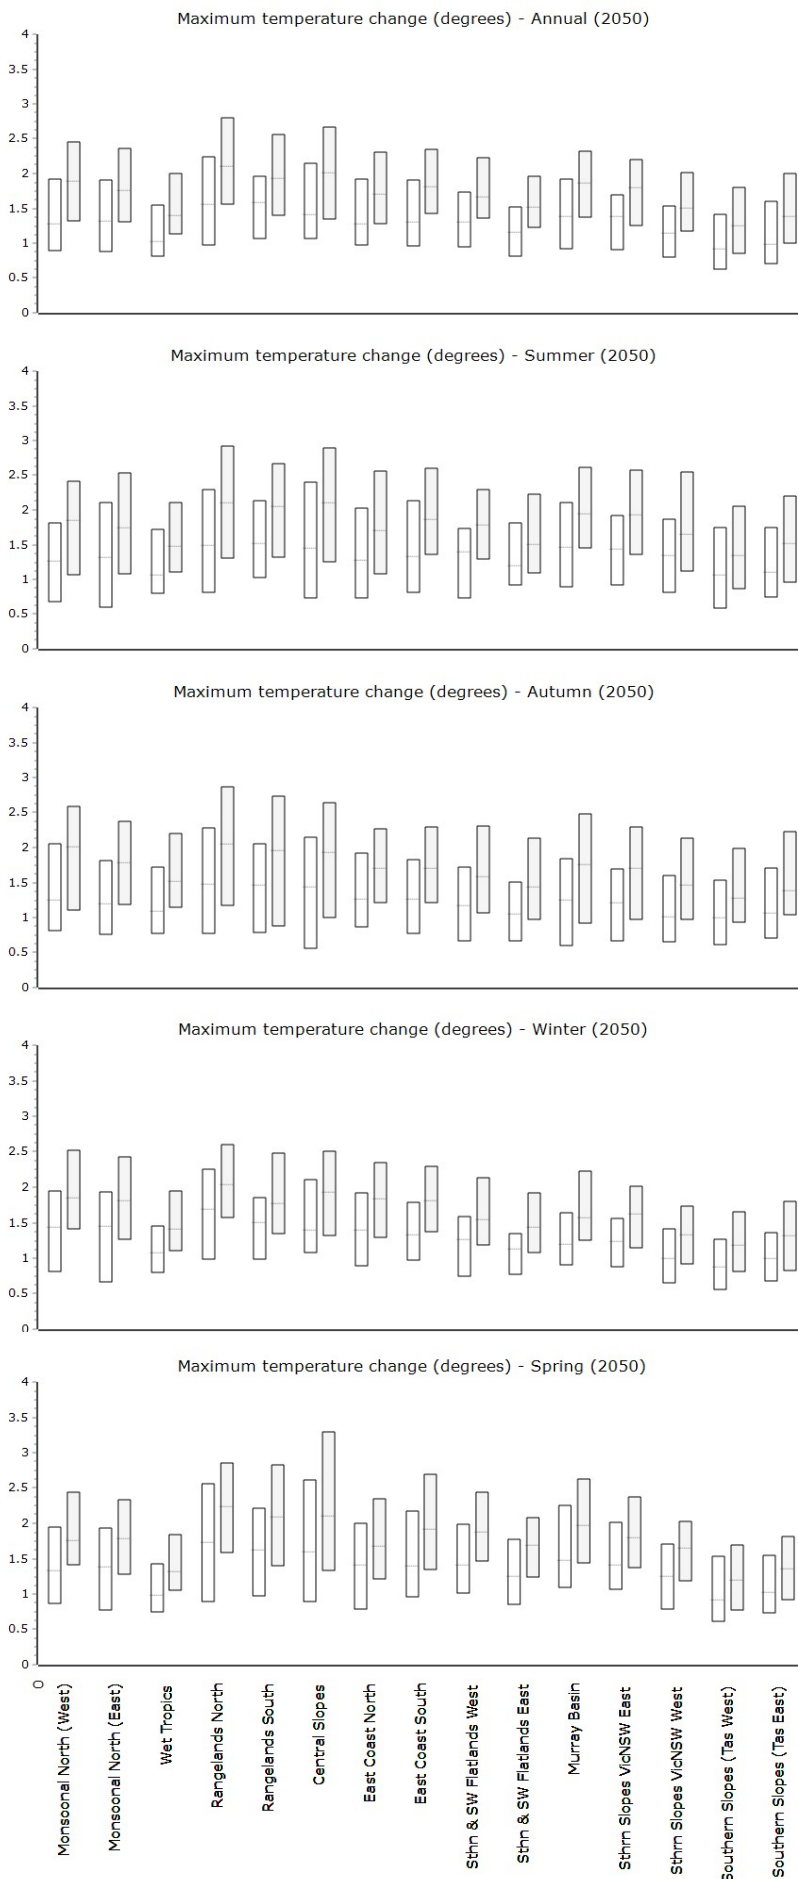 Maximum temperature change (degrees) - Annual (2050)
4
3.5
3
2.5
2
1.5
1
0.5
0
Maximum temperature change (degrees) - Summer (2050)
4
3.5
3
2.5
2
1.5
1
0.5
0
Maximum temperature change (degrees) - Autumn (2050)
4
3.5
3
2.5
2
1.5
1
0.5
0
Maximum temperature change (degrees) - Winter (2050)
4
3.5
3
2.5
2
1.5
1
0.5
0
Maximum temperature change (degrees) - Spring (2050)
4
3.5
3
2.5
2
1.5
1
0.5
0
0
Monsoonal North (West)
Monsoonal North (East)
Wet Tropics
Rangelands North
Rangelands South
Central Slopes
East Coast North
East Coast South
Sthn & SW Flatlands West
Sthn & SW Flatlands East
Murray Basin
Sthrn Slopes VicNSW East
Sthrn Slopes VicNSW West
Southern Slopes (Tas West)
Southern Slopes (Tas East)